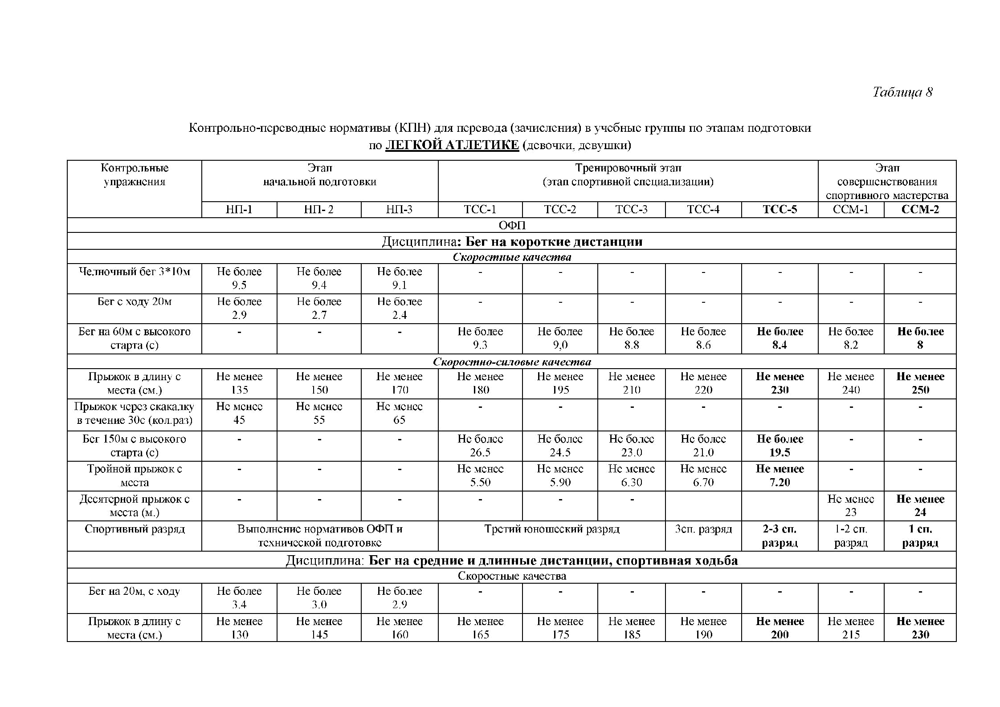 Таблица 8
Контрольно-переводные нормативы (КПН) для перевода (зачисления) в учебные группы по этапам подготовки
по ЛЕГКОЙ АТЛЕТИКЕ (девочки, девушки)
Контрольные упражнения Этап начальной подготовки Тренировочный этап (этап спортивной специализации) Этап совершенствования спортивного мастерства
НП-1 НП- 2 НП-3 ТСС-1 ТСС-2 ТСС-3 ТСС-4 ТСС-5 ССМ-1 ССМ-2
ОФП
Дисциплина: Бег на короткие дистанции
Скоростные качества
Челночный бег 3*10м Не более Не более Не более - - - - - - -
9.5 9.4 9.1
Бег с ходу 20м Не более Не более Не более - - - - - - -
2.9 2.7 2.4
Бег на 60м с высокого - - - Не более Не более Не более Не более Не более Не более Не более
старта (с) 9.3 9,0 8.8 8.6 8.4 8.2 8
Скоростно-силовые качества
Прыжок в длину с Не менее Не менее Не менее Не менее Не менее Не менее Не менее Не менее Не менее Не менее
места (см.) 135 150 170 180 195 210 220 230 240 250
Прыжок через скакалку Не менее Не менее Не менее - - - - - - -
в течение 30с (кол.раз) 45 55 65
Бег 150м с высокого - - - Не более Не более Не более Не более Не более - -
старта (с) 26.5 24.5 23.0 21.0 19.5
Тройной прыжок с - - - Не менее Не менее Не менее Не менее Не менее - -
места 5.50 5.90 6.30 6.70 7.20
Десятерной прыжок с - - - - - - Не менее Не менее
места (м.) 23 24
Спортивный разряд Выполнение нормативов ОФП и Третий юношеский разряд 3сп. разряд 2-3 сп. 1-2 сп. 1 сп.
технической подготовке разряд разряд разряд
Дисциплина: Бег на средние и длинные дистанции, спортивная ходьба
Скоростные качества
Бег на 20м, с ходу Не более Не более Не более - - - - - - -
3.4 3.0 2.9
Прыжок в длину с Не менее Не менее Не менее Не менее Не менее Не менее Не менее Не менее Не менее Не менее
места (см.) 130 145 160 165 175 185 190 200 215 230